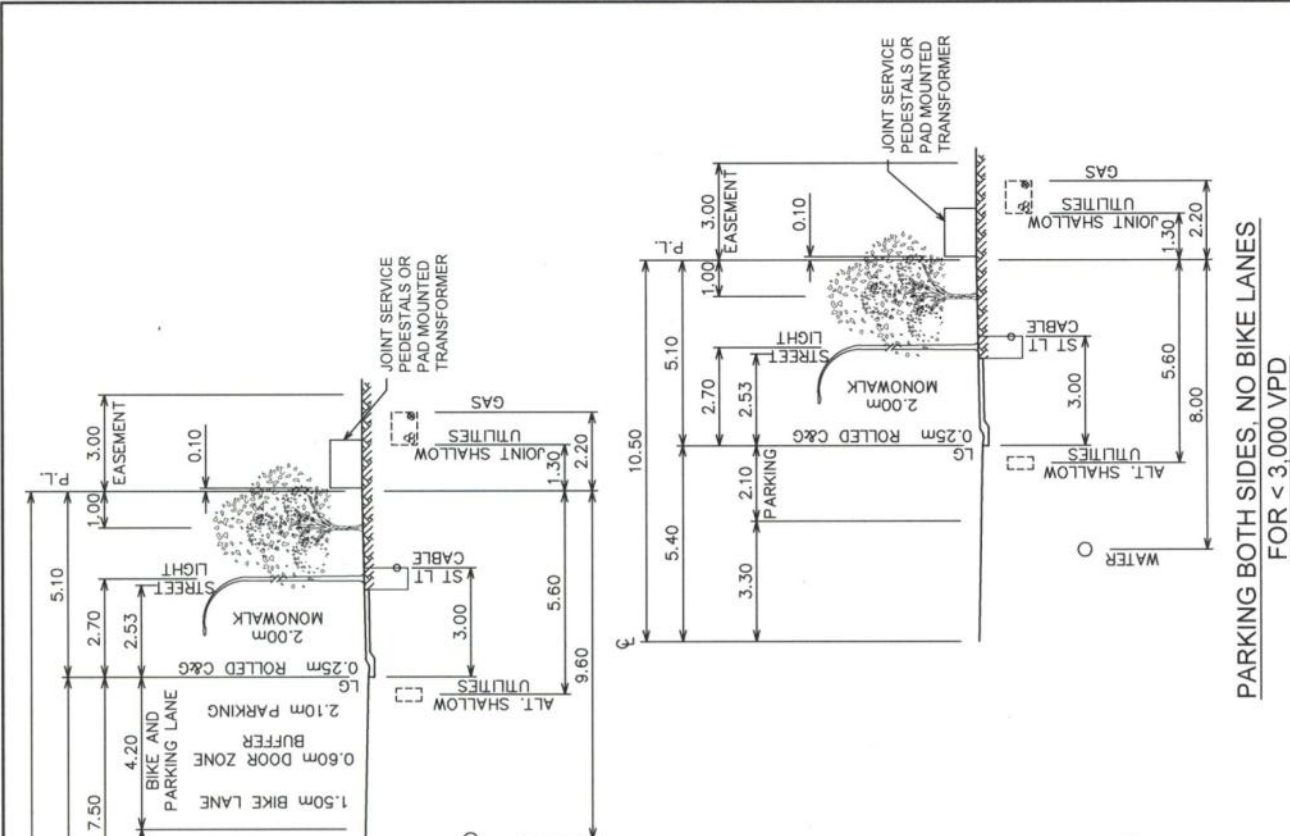 JOINT SERVICE
PEDESTALS OR
PAD MOUNTED
TRANSFORMER
3.00
EASEMENT
0.10
P.L.
1.00
5.10
2.70
2.53
STREET
LIGHT
2.00m
MONOWALK
0.25m ROLLED C&G
LG
4.20
BIKE AND
PARKING LANE
7.50
2.10m PARKING
0.60m DOOR ZONE
BUFFER
1.50m BIKE LANE
GAS
JOINT SHALLOW
UTILITIES
1.30
2.20
ST LT
CABLE
3.00
5.60
9.60
ALT. SHALLOW
UTILITIES
JOINT SERVICE
PEDESTALS OR
PAD MOUNTED
TRANSFORMER
3.00
EASEMENT
0.10
P.L.
1.00
10.50
5.10
2.70
2.53
STREET
LIGHT
2.00m
MONOWALK
0.25m ROLLED C&G
LG
2.10
PARKING
5.40
3.30
GAS
JOINT SHALLOW
UTILITIES
1.30
2.20
ST LT
CABLE
3.00
5.60
8.00
ALT. SHALLOW
UTILITIES
WATER
PARKING BOTH SIDES, NO BIKE LANES
FOR < 3,000 VPD